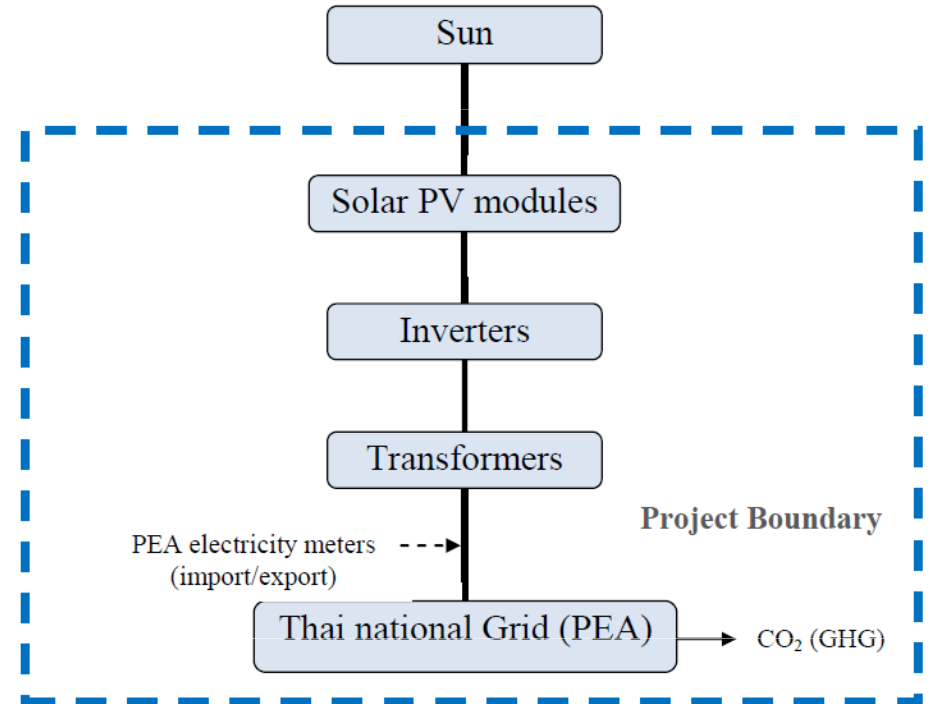 Sun
Solar PV modules
Inverters
Transformers
Project Boundary
PEA electricity meters
(import/export)
Thai national Grid (PEA)
CO₂ (GHG)